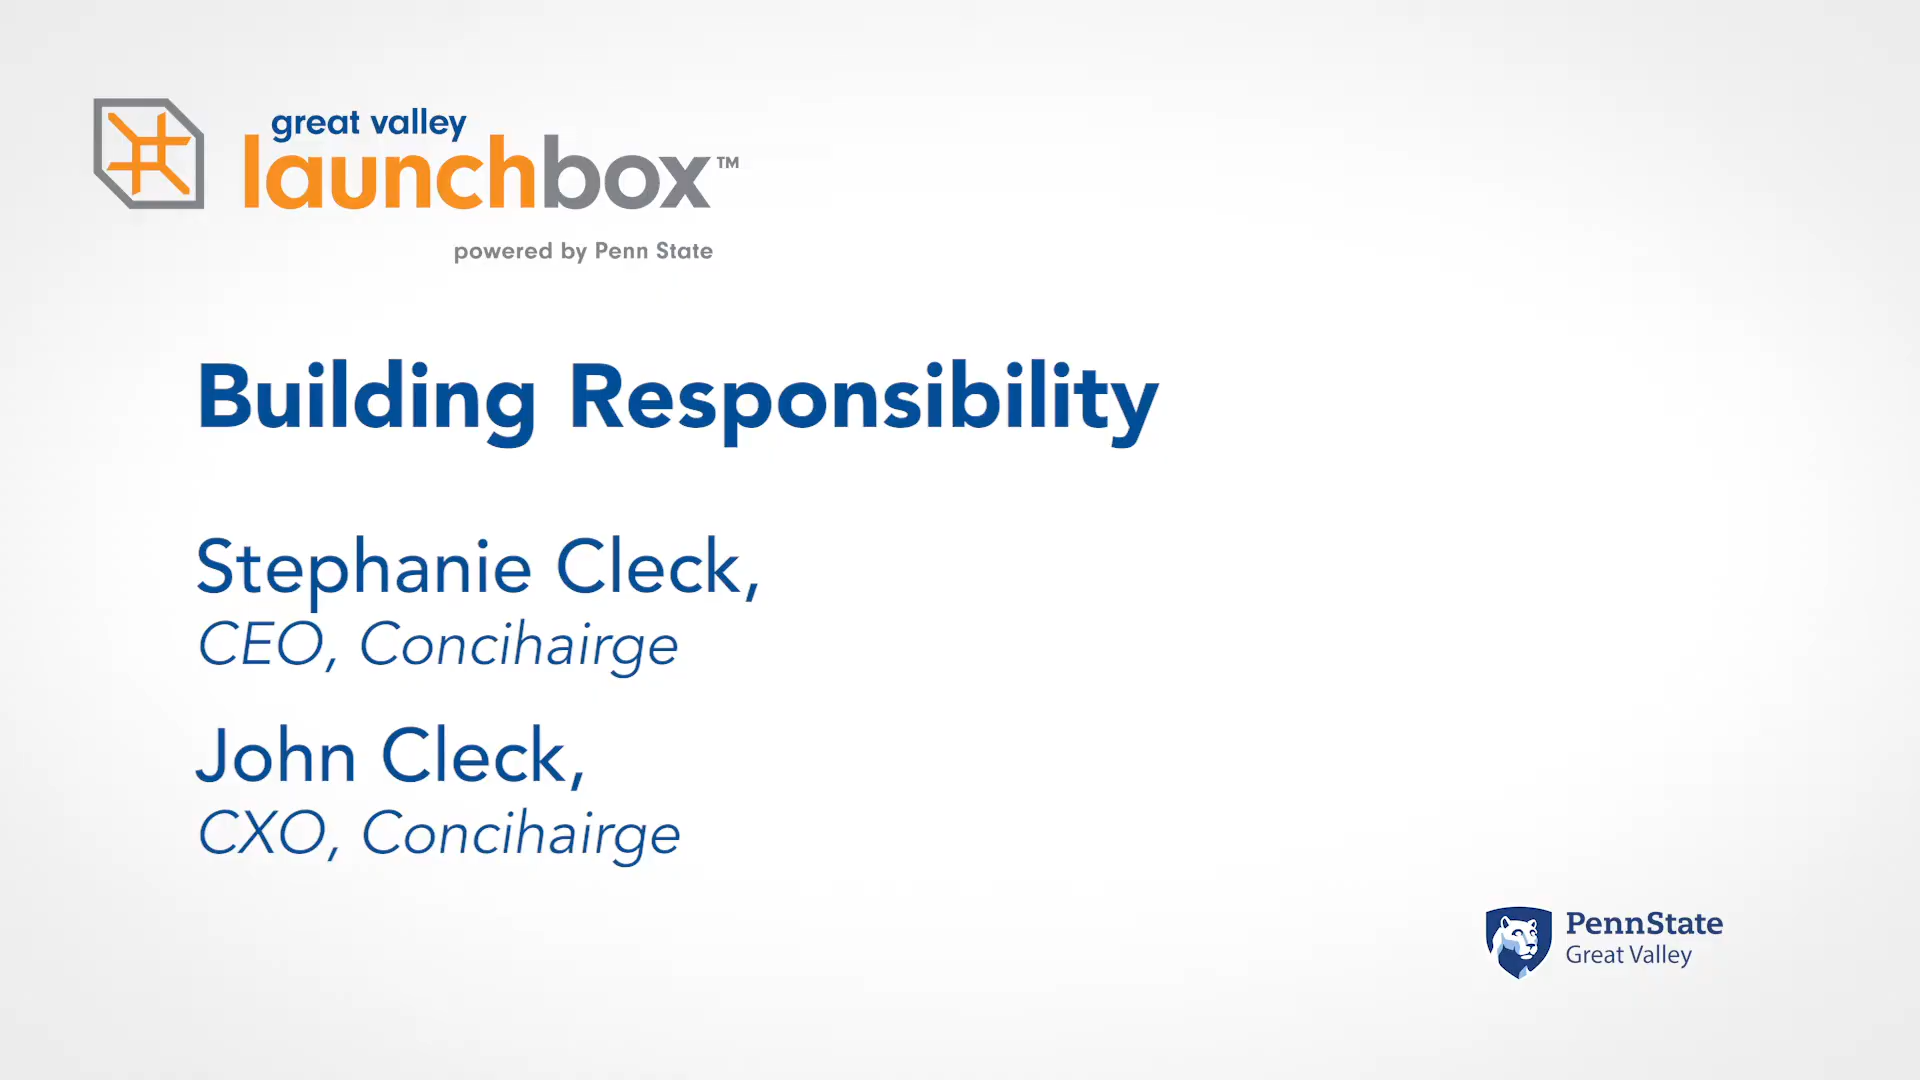 great valley
launchbox™
powered by Penn State
Building Responsibility
Stephanie Cleck,
CEO, Concihairge
John Cleck,
CXO, Concihairge
PennState
Great Valley